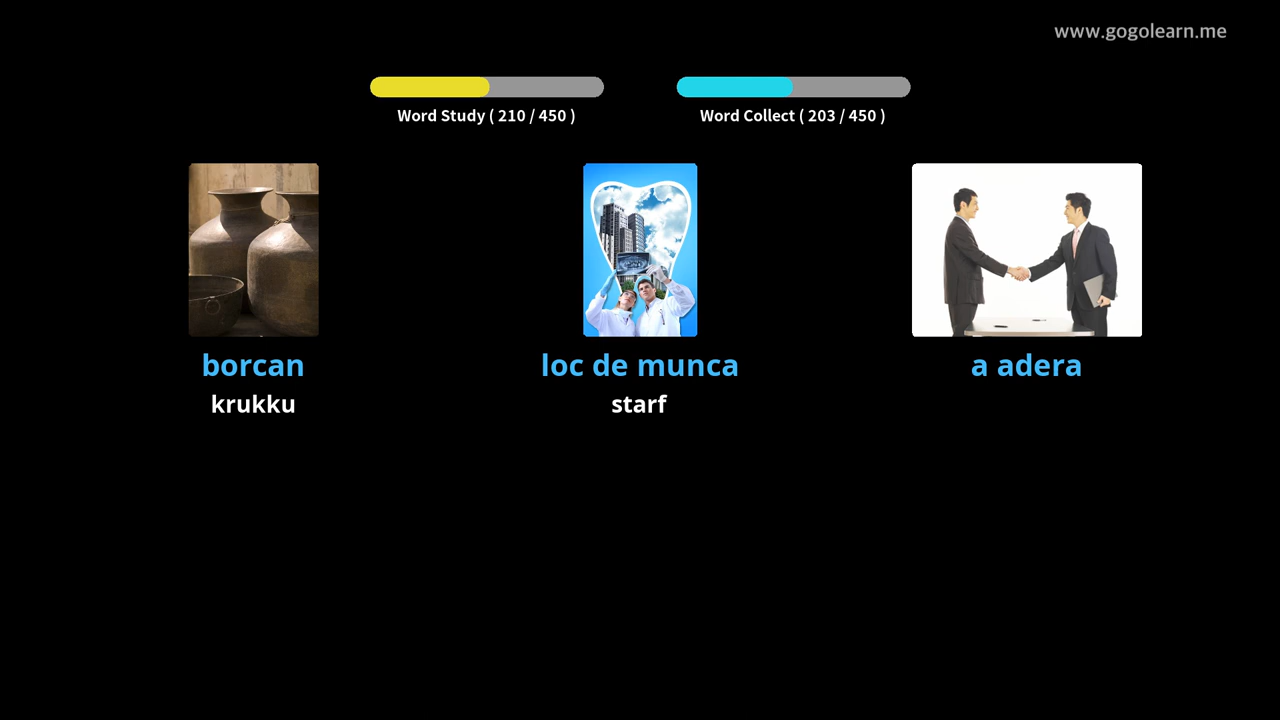 www.gogolearn.me
Word Study ( 210 / 450 )
Word Collect ( 203 / 450 )
borcan
loc de munca
a adera
krukku
starf